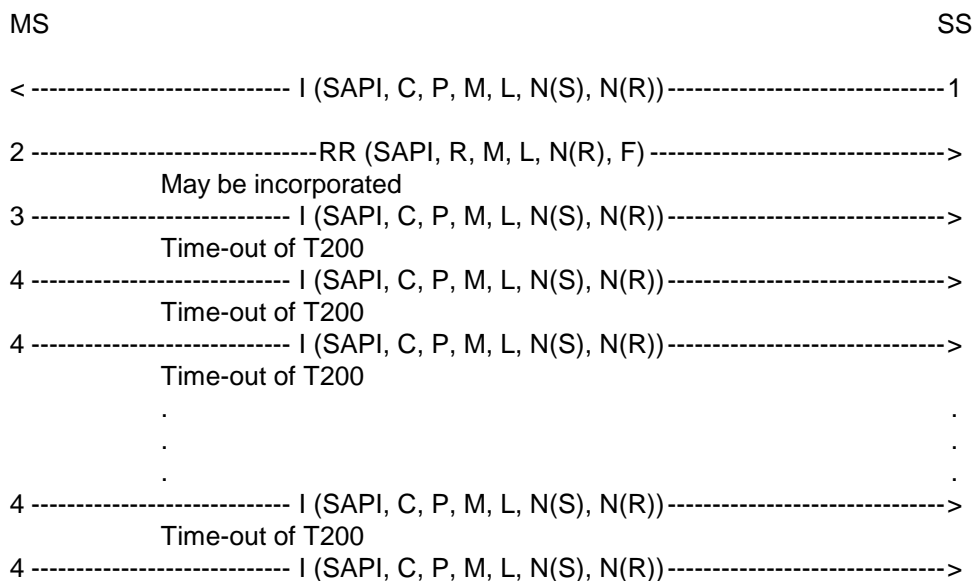 MS SS
< ----------------------------- I (SAPI, C, P, M, L, N(S), N(R))-------------------------------1
2 --------------------------------RR (SAPI, R, M, L, N(R), F) --------------------------------->
May be incorporated
3 ----------------------------- I (SAPI, C, P, M, L, N(S), N(R))------------------------------->
Time-out of T200
4 ----------------------------- I (SAPI, C, P, M, L, N(S), N(R))------------------------------->
Time-out of T200
4 ----------------------------- I (SAPI, C, P, M, L, N(S), N(R))------------------------------->
Time-out of T200
. .
. .
. .
4 ----------------------------- I (SAPI, C, P, M, L, N(S), N(R))------------------------------->
Time-out of T200
4 ----------------------------- I (SAPI, C, P, M, L, N(S), N(R))------------------------------->